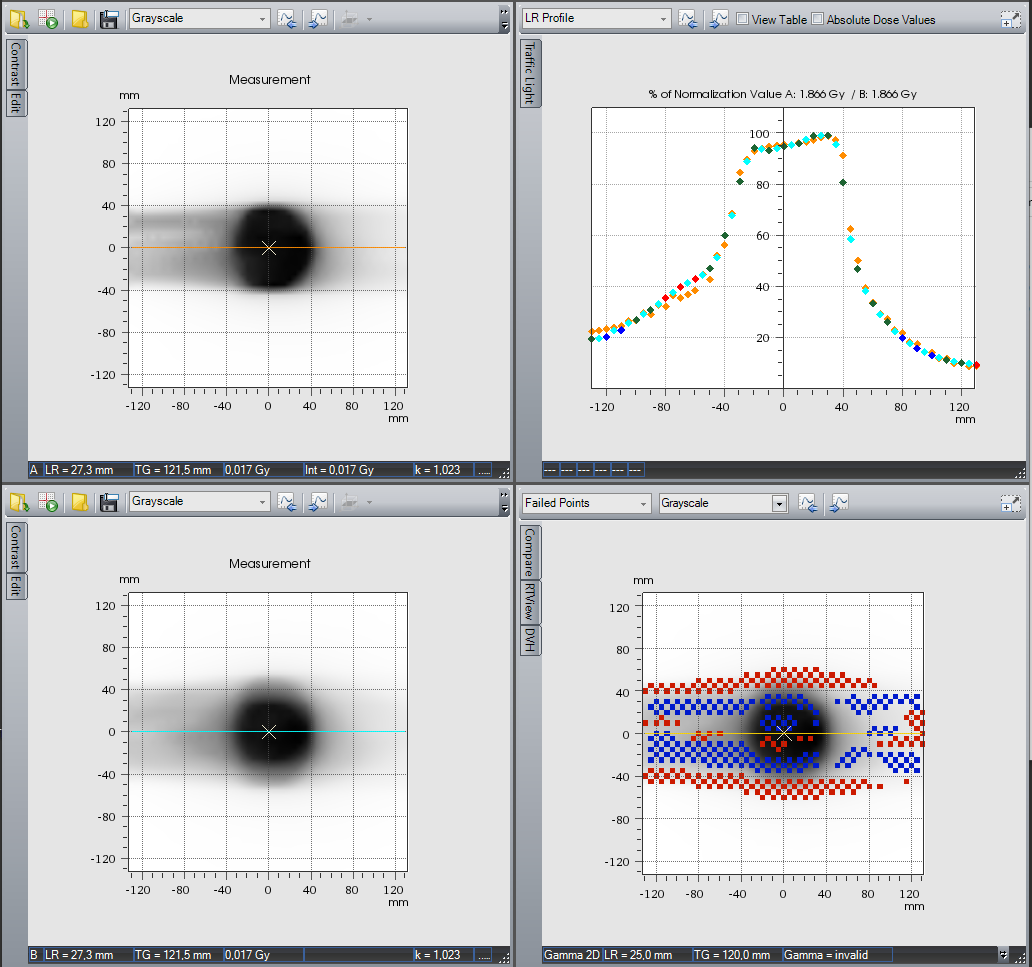 Grayscale
Contrast
Edit
Measurement
mm
120
80
40
0
-40
-80
-120
-120 -80 -40 0 40 80 120
mm
A LR = 27,3 mm TG = 121,5 mm 0,017 Gy Int = 0,017 Gy k = 1,023 .....
LR Profile View Table Absolute Dose Values
Traffic Light
% of Normalization Value A: 1.866 Gy / B: 1.866 Gy
100
80
60
40
20
-120 -80 -40 0 40 80 120
mm
--- --- --- --- --- ---
Grayscale
Contrast
Edit
Measurement
mm
120
80
40
0
-40
-80
-120
-120 -80 -40 0 40 80 120
mm
B LR = 27,3 mm TG = 121,5 mm 0,017 Gy k = 1,023 .....
Failed Points Grayscale
Compare
RTView
DVH
mm
120
80
40
0
-40
-80
-120
-120 -80 -40 0 40 80 120
mm
Gamma 2D LR = 25,0 mm TG = 120,0 mm Gamma = invalid